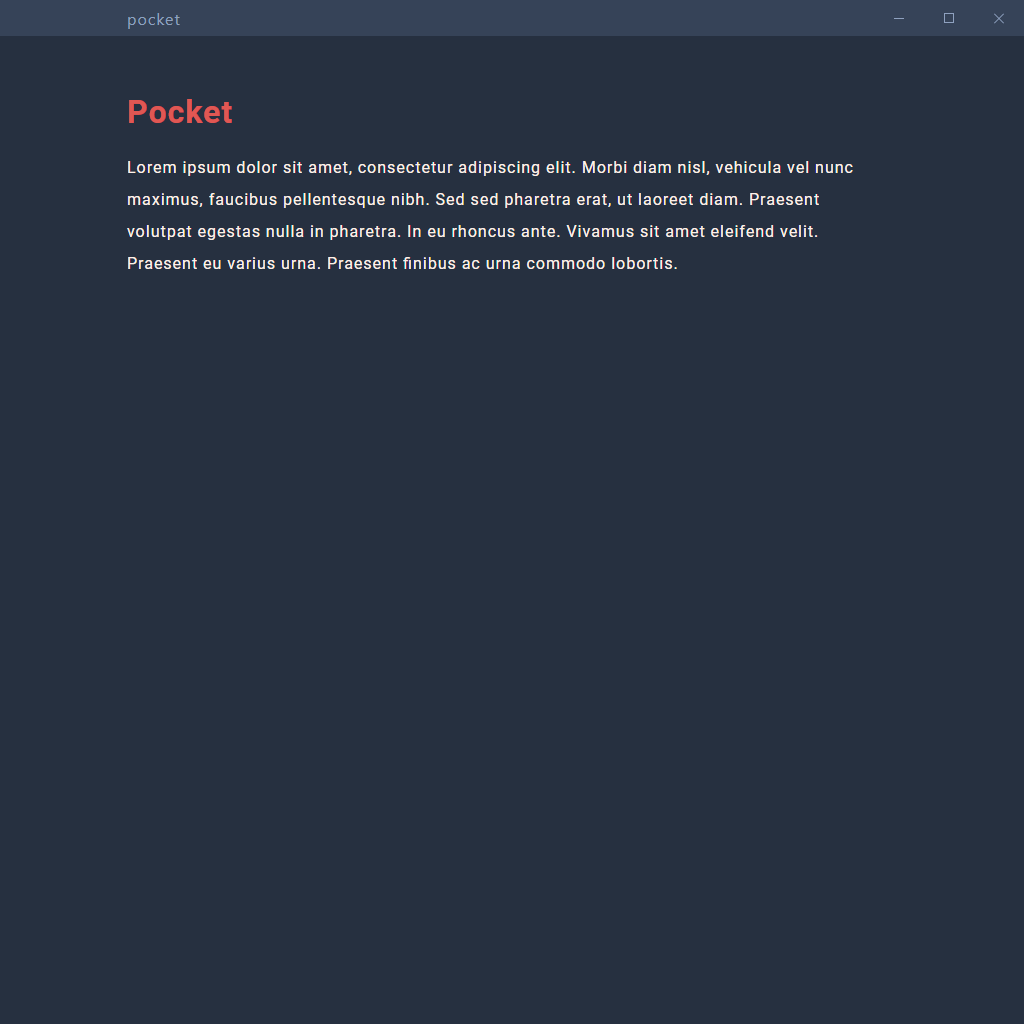 pocket
Pocket
Lorem ipsum dolor sit amet, consectetur adipiscing elit. Morbi diam nisl, vehicula vel nunc
maximus, faucibus pellentesque nibh. Sed sed pharetra erat, ut laoreet diam. Praesent
volutpat egestas nulla in pharetra. In eu rhoncus ante. Vivamus sit amet eleifend velit.
Praesent eu varius urna. Praesent finibus ac urna commodo lobortis.